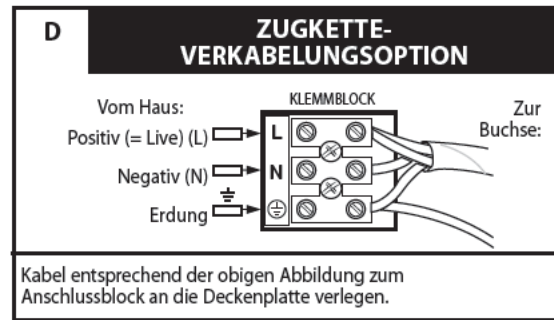 D
ZUGKETTE-
VERKABELUNGSOPTION
KLEMMBLOCK
Vom Haus:
Zur
Buchse:
Positiv (= Live) (L)
L
Negativ (N)
N
Erdung
Kabel entsprechend der obigen Abbildung zum
Anschlussblock an die Deckenplatte verlegen.